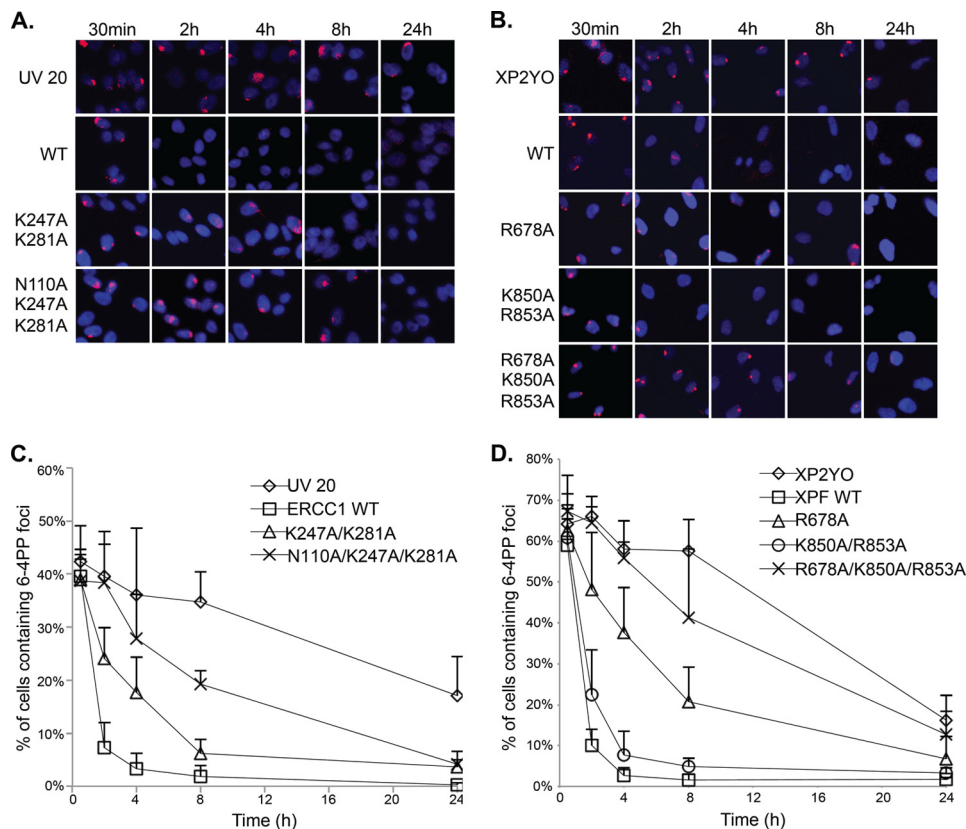 A.
30min 2h 4h 8h 24h
UV 20
WT
K247A
K281A
N110A
K247A
K281A
B.
30min 2h 4h 8h 24h
XP2YO
WT
R678A
K850A
R853A
R678A
K850A
R853A
C.
% of cells containing 6-4PP foci
60%
50%
40%
30%
20%
10%
0%
UV 20
ERCC1 WT
K247A/K281A
N110A/K247A/K281A
0 4 8 12 16 20 24
Time (h)
D.
% of cells containing 6-4PP foci
80%
70%
60%
50%
40%
30%
20%
10%
0%
XP2YO
XPF WT
R678A
K850A/R853A
R678A/K850A/R853A
0 4 8 12 16 20 24
Time (h)